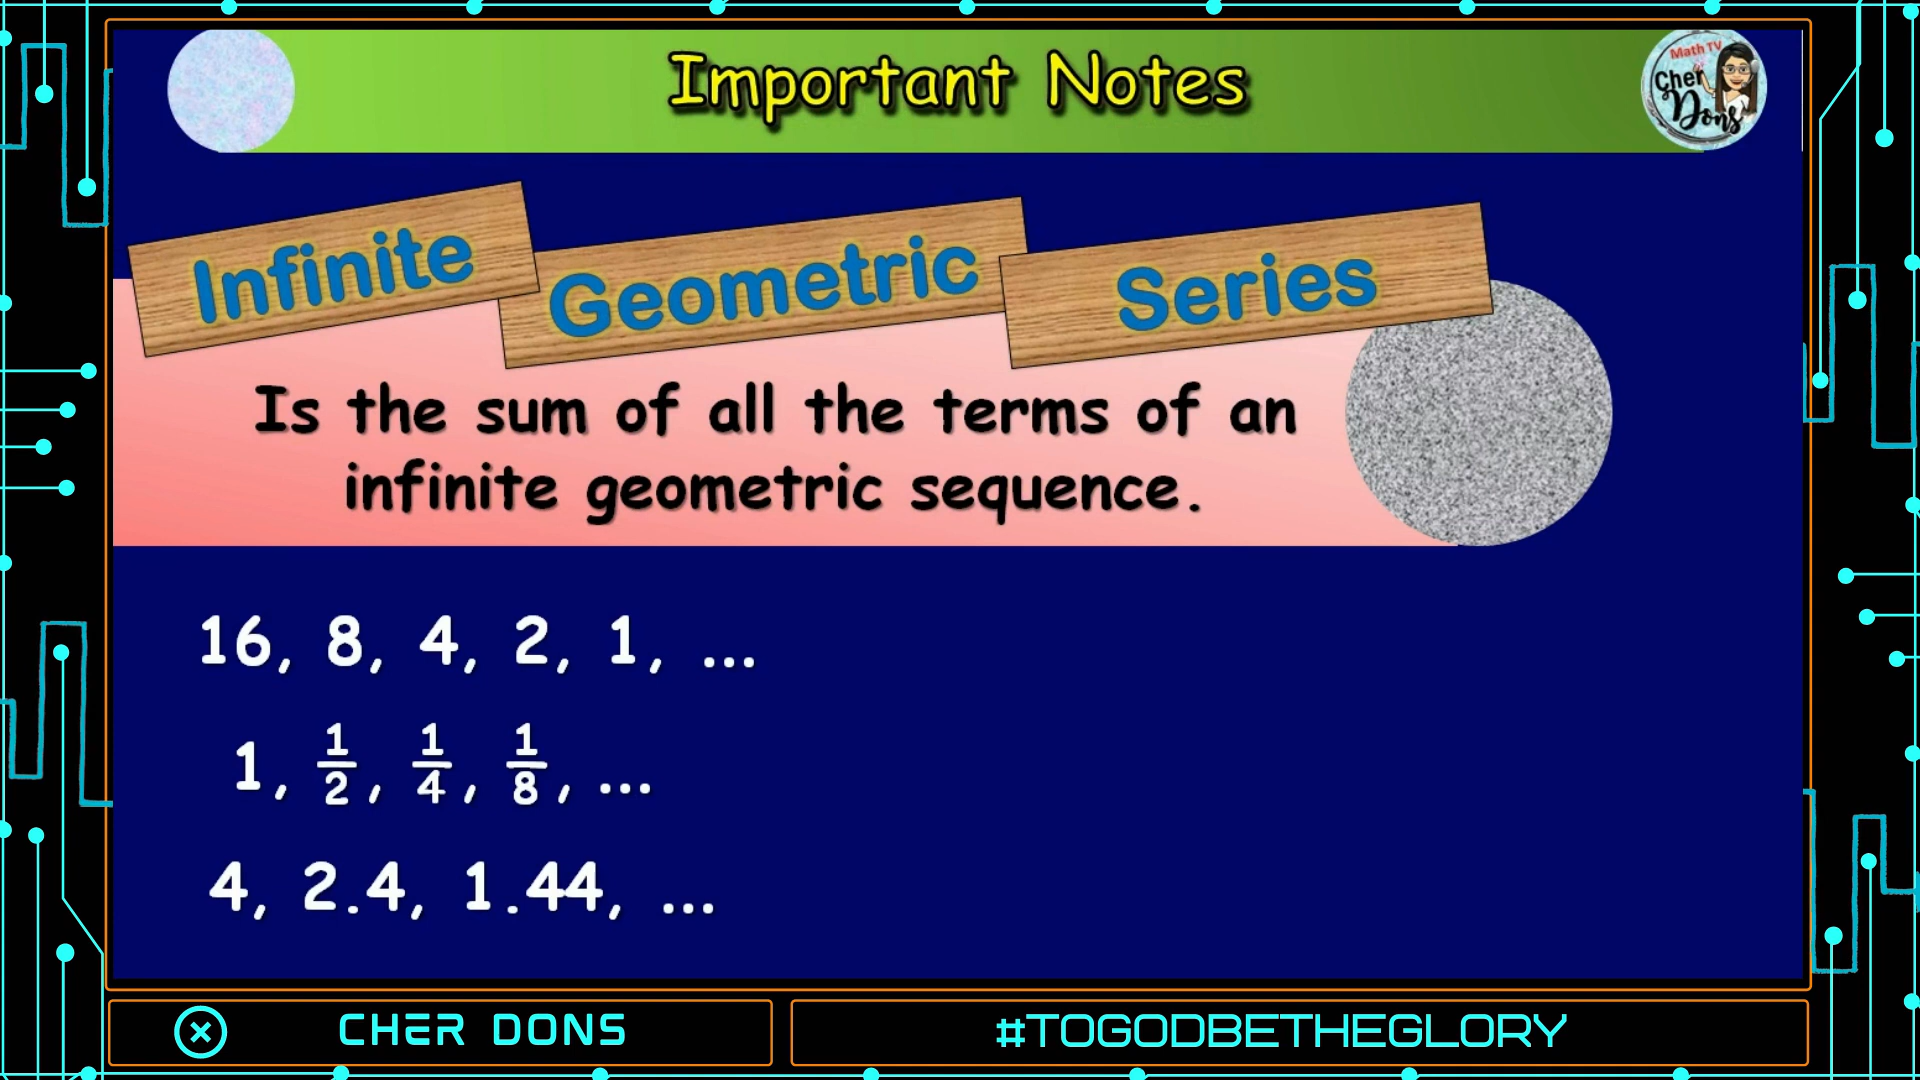 Important Notes
Math TV
Cher
Dons
Infinite Geometric Series
Is the sum of all the terms of an
infinite geometric sequence.
16, 8, 4, 2, 1, ...
1, 1/2, 1/4, 1/8, ...
4, 2.4, 1.44, ...
CHER DONS
#TOGODBETHEGLORY